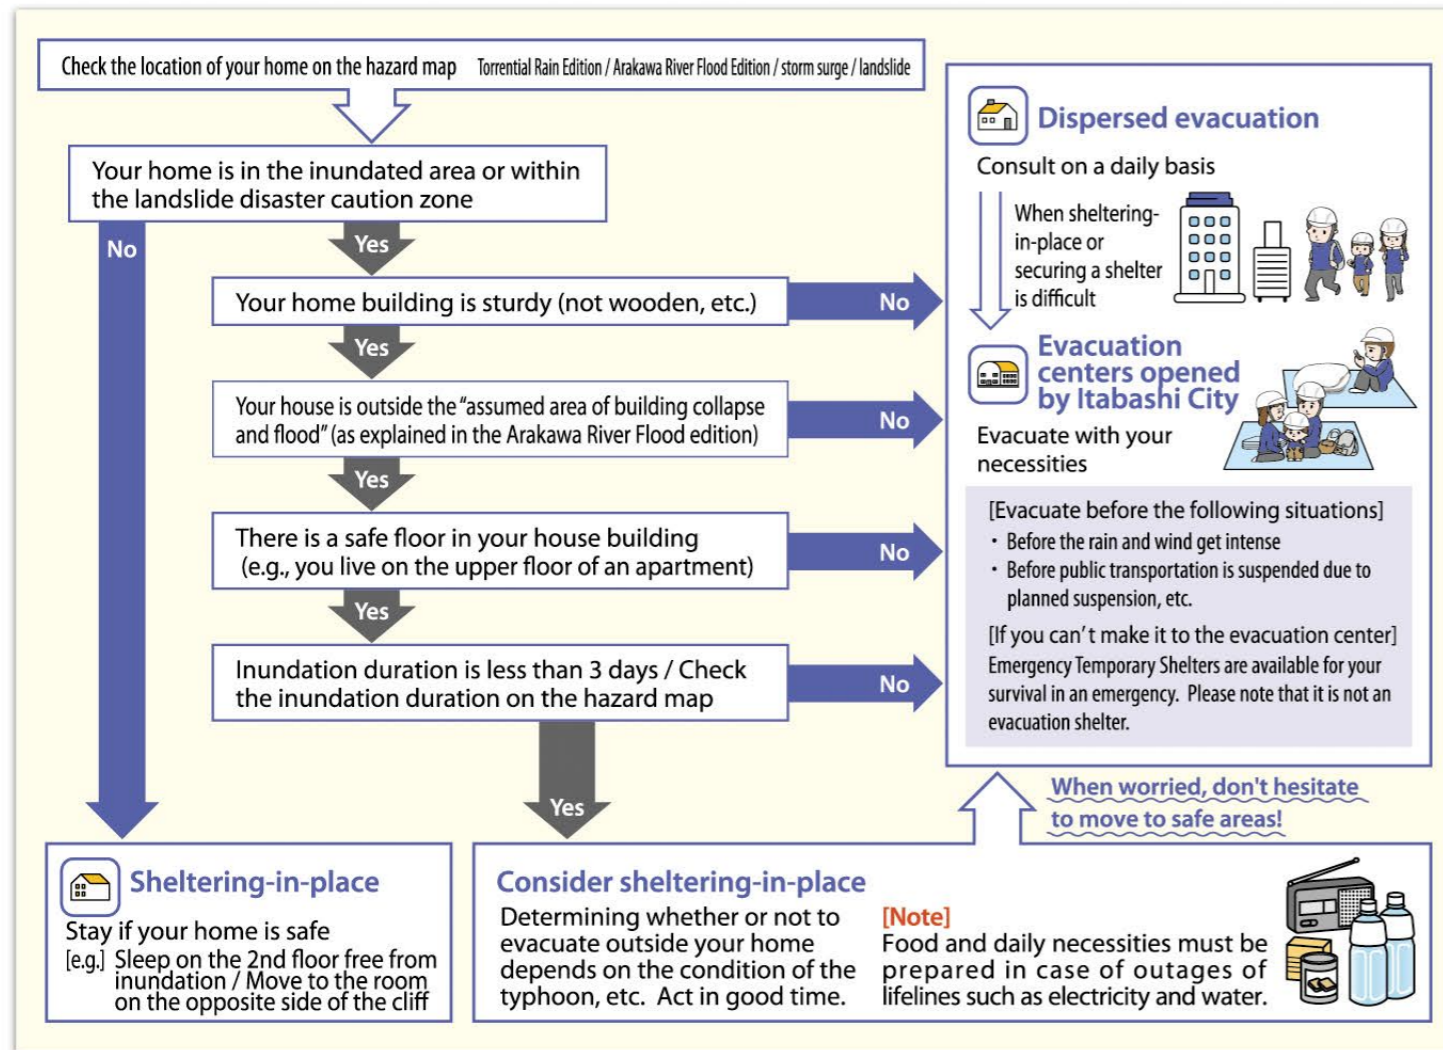 Check the location of your home on the hazard map Torrential Rain Edition / Arakawa River Flood Edition / storm surge / landslide
Your home is in the inundated area or within
the landslide disaster caution zone
No
Yes
Your home building is sturdy (not wooden, etc.)
No
Yes
Your house is outside the “assumed area of building collapse
and flood” (as explained in the Arakawa River Flood edition)
No
Yes
There is a safe floor in your house building
(e.g., you live on the upper floor of an apartment)
No
Yes
Inundation duration is less than 3 days / Check
the inundation duration on the hazard map
No
Yes
Dispersed evacuation
Consult on a daily basis
When sheltering-
in-place or
securing a shelter
is difficult
Evacuation
centers opened
by Itabashi City
Evacuate with your
necessities
[Evacuate before the following situations]
・ Before the rain and wind get intense
・ Before public transportation is suspended due to
planned suspension, etc.
[If you can’t make it to the evacuation center]
Emergency Temporary Shelters are available for your
survival in an emergency. Please note that it is not an
evacuation shelter.
When worried, don't hesitate
to move to safe areas!
Sheltering-in-place
Stay if your home is safe
[e.g.] Sleep on the 2nd floor free from
inundation / Move to the room
on the opposite side of the cliff
Consider sheltering-in-place
Determining whether or not to
evacuate outside your home
depends on the condition of the
typhoon, etc. Act in good time.
[Note]
Food and daily necessities must be
prepared in case of outages of
lifelines such as electricity and water.